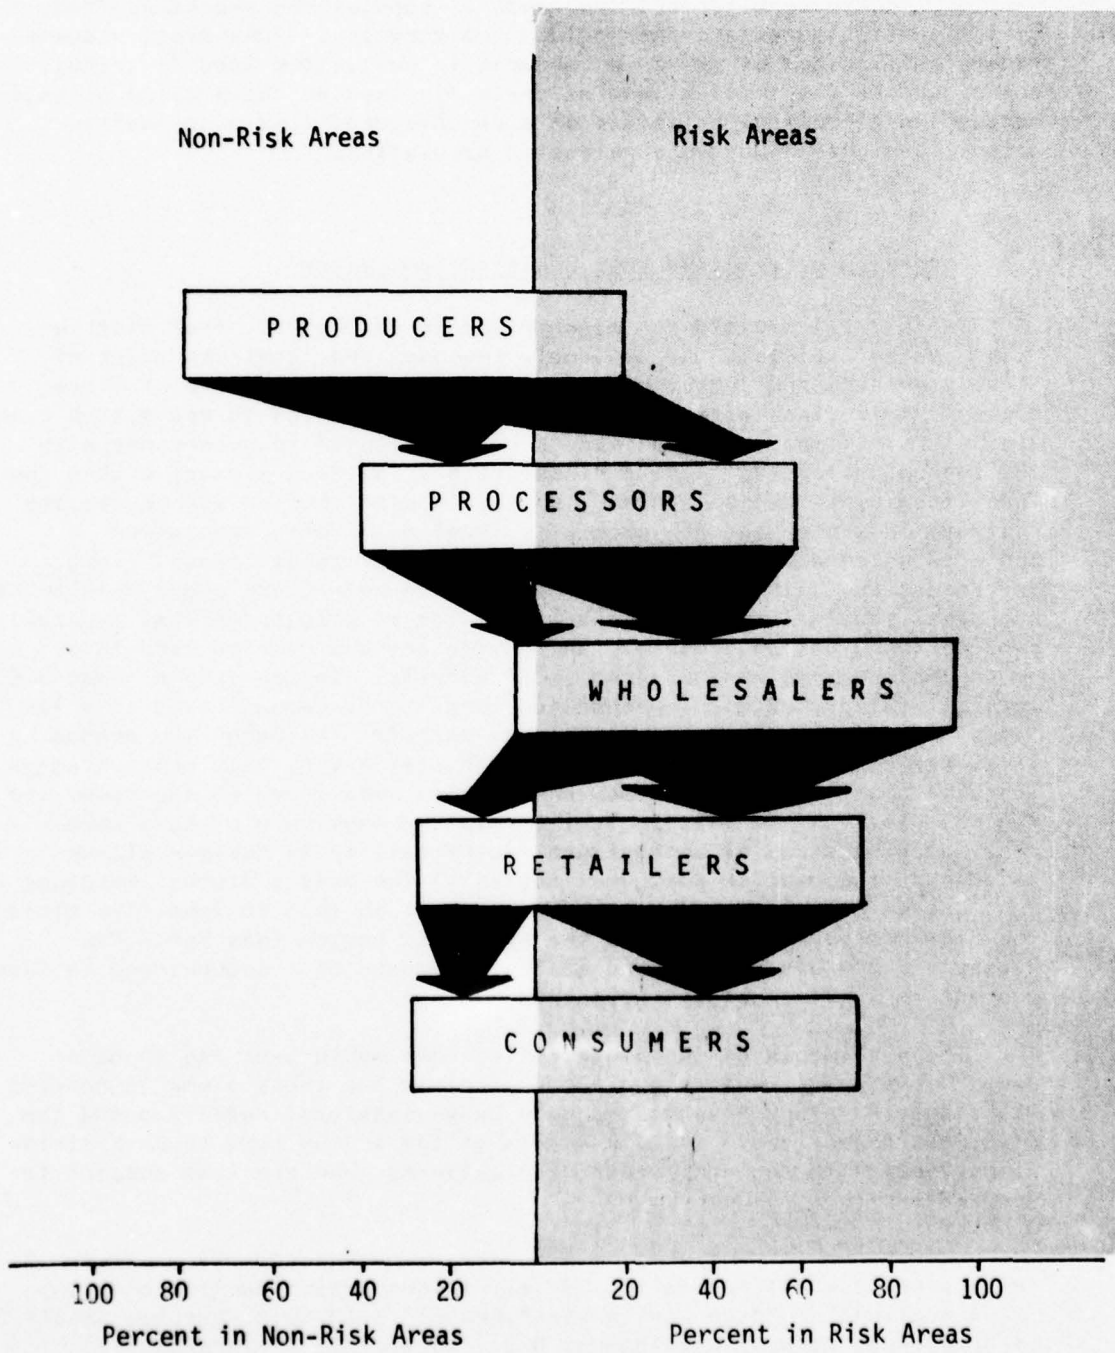 Non-Risk Areas Risk Areas
PRODUCERS
PROCESSORS
WHOLESALERS
RETAILERS
CONSUMERS
100 80 60 40 20 20 40 60 80 100
Percent in Non-Risk Areas Percent in Risk Areas